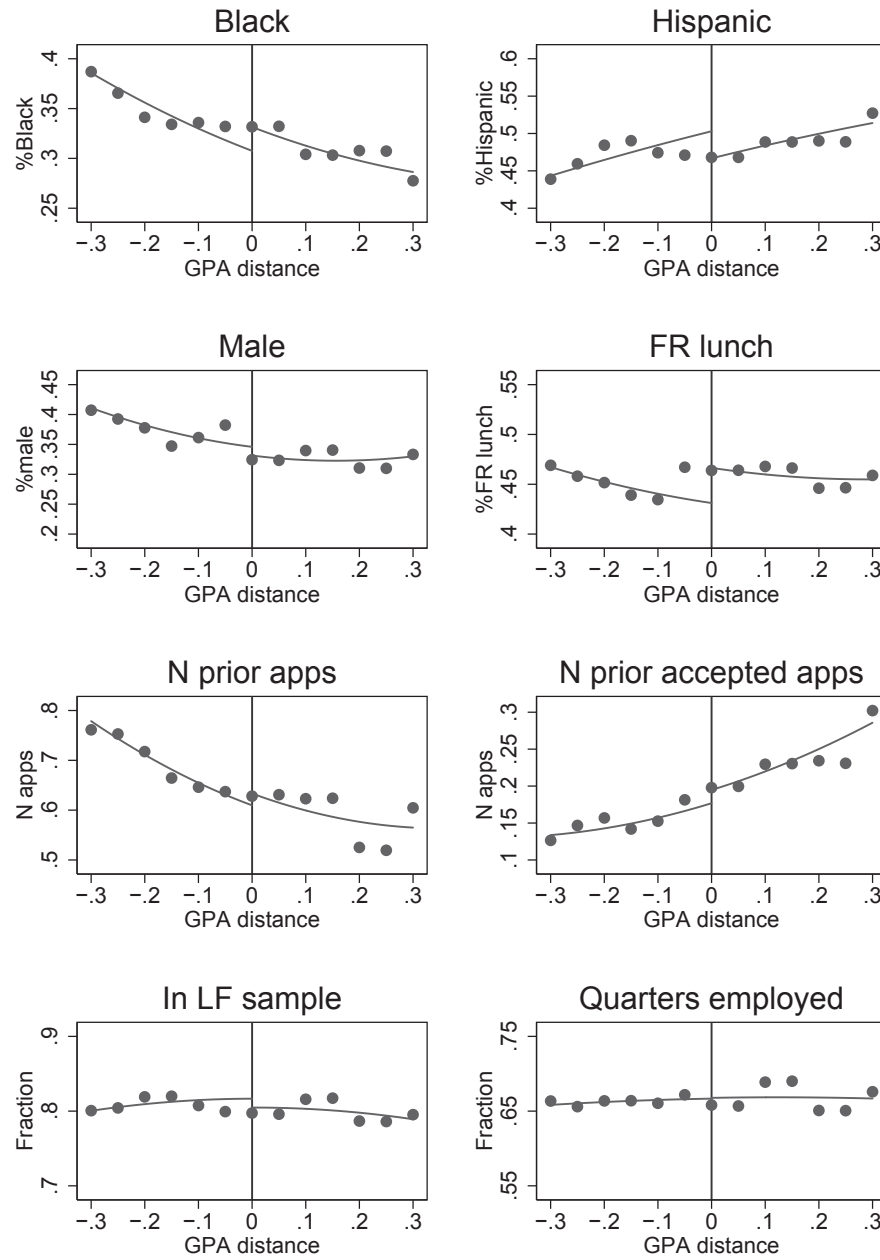 Black
%Black
.4
.35
.3
.25
−.3 −.2 −.1 0 .1 .2 .3
GPA distance
Hispanic
%Hispanic
.6
.55
.5
.45
.4
−.3 −.2 −.1 0 .1 .2 .3
GPA distance
Male
%male
.45
.4
.35
.3
.25
.2
−.3 −.2 −.1 0 .1 .2 .3
GPA distance
FR lunch
%FR lunch
.55
.5
.45
.4
−.3 −.2 −.1 0 .1 .2 .3
GPA distance
N prior apps
N apps
.8
.7
.6
.5
−.3 −.2 −.1 0 .1 .2 .3
GPA distance
N prior accepted apps
N apps
.3
.25
.2
.15
.1
−.3 −.2 −.1 0 .1 .2 .3
GPA distance
In LF sample
Fraction
.9
.8
.7
−.3 −.2 −.1 0 .1 .2 .3
GPA distance
Quarters employed
Fraction
.75
.65
.55
−.3 −.2 −.1 0 .1 .2 .3
GPA distance